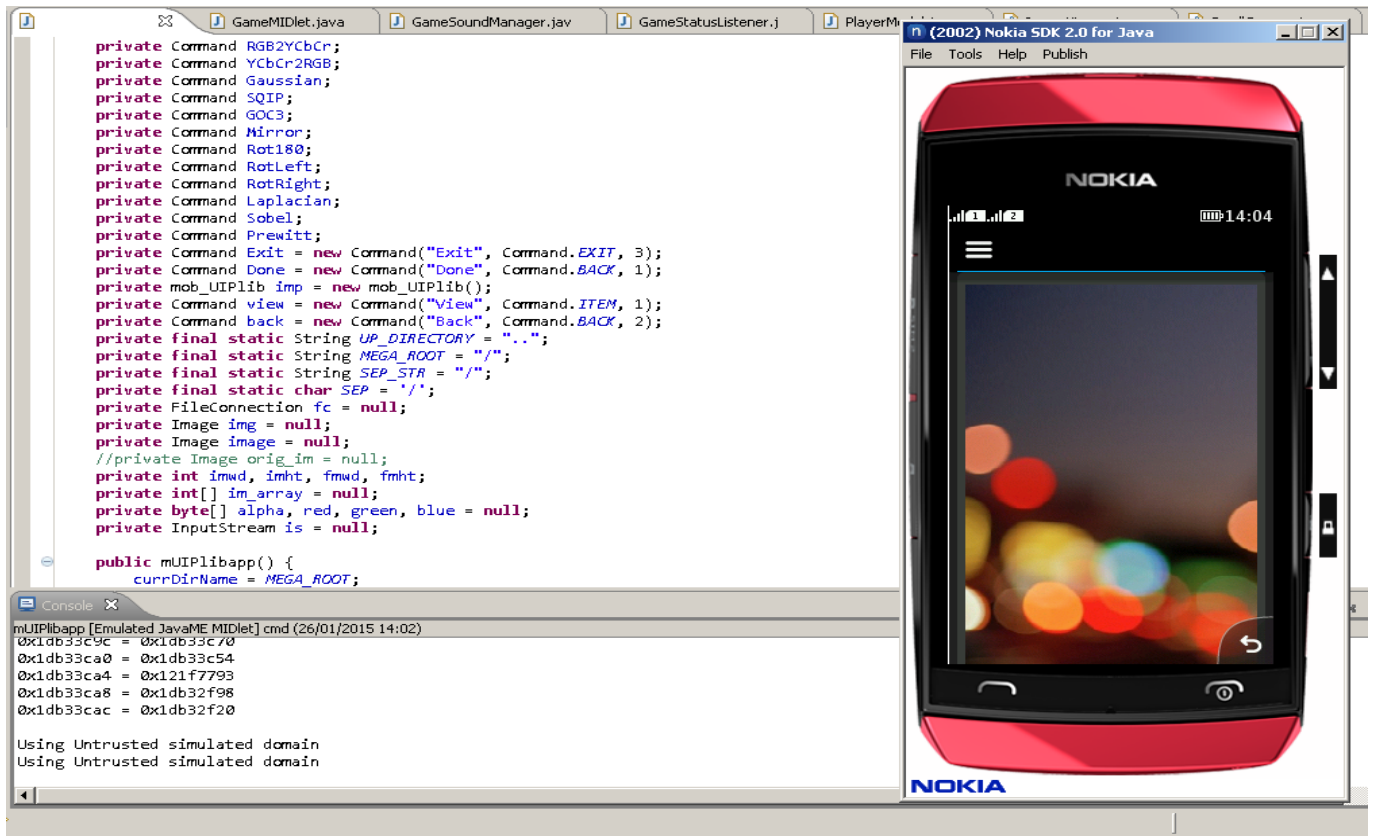 GameMIDlet.java
GameSoundManager.jav
GameStatusListener.j
private Command RGB2YCbCr;
private Command YCbCr2RGB;
private Command Gaussian;
private Command SQIP;
private Command GOC3;
private Command Mirror;
private Command Rot180;
private Command RotLeft;
private Command RotRight;
private Command Laplacian;
private Command Sobel;
private Command Prewitt;
private Command Exit = new Command("Exit", Command.EXIT, 3);
private Command Done = new Command("Done", Command.BACK, 1);
private mob_UIPlib imp = new mob_UIPlib();
private Command view = new Command("View", Command.ITEM, 1);
private Command back = new Command("Back", Command.BACK, 2);
private final static String UP_DIRECTORY = "..";
private final static String MEGA_ROOT = "/";
private final static String SEP_STR = "/";
private final static char SEP = '/';
private FileConnection fc = null;
private Image img = null;
private Image image = null;
//private Image orig_im = null;
private int imwd, imht, fmwd, fmht;
private int[] im_array = null;
private byte[] alpha, red, green, blue = null;
private InputStream is = null;
public mUIPlibapp() {
currDirName = MEGA_ROOT;
Console
mUIPlibapp [Emulated JavaME MIDlet] cmd (26/01/2015 14:02)
0x1db33c9c = 0x1db33c70
0x1db33ca0 = 0x1db33c54
0x1db33ca4 = 0x121f7793
0x1db33ca8 = 0x1db32f98
0x1db33cac = 0x1db32f20
Using Untrusted simulated domain
Using Untrusted simulated domain
n (2002) Nokia SDK 2.0 for Java
File Tools Help Publish
NOKIA
1 2 14:04
NOKIA